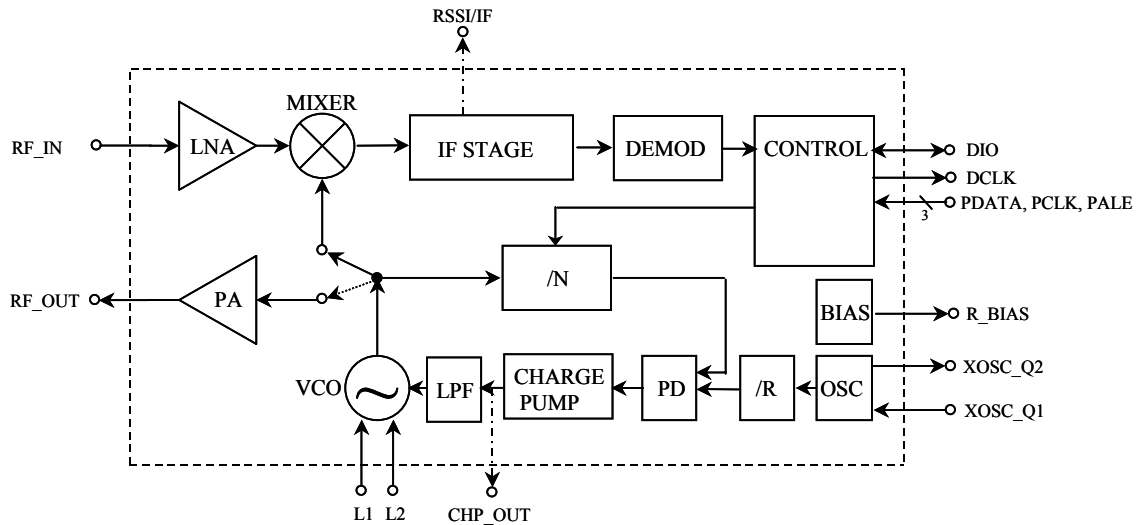 RSSI/IF
MIXER
RF_IN
LNA
IF STAGE
DEMOD
CONTROL
DIO
DCLK
PDATA, PCLK, PALE
3
/N
RF_OUT
PA
BIAS
R_BIAS
VCO
~
LPF
CHARGE
PUMP
PD
/R
OSC
XOSC_Q2
XOSC_Q1
L1
L2
CHP_OUT